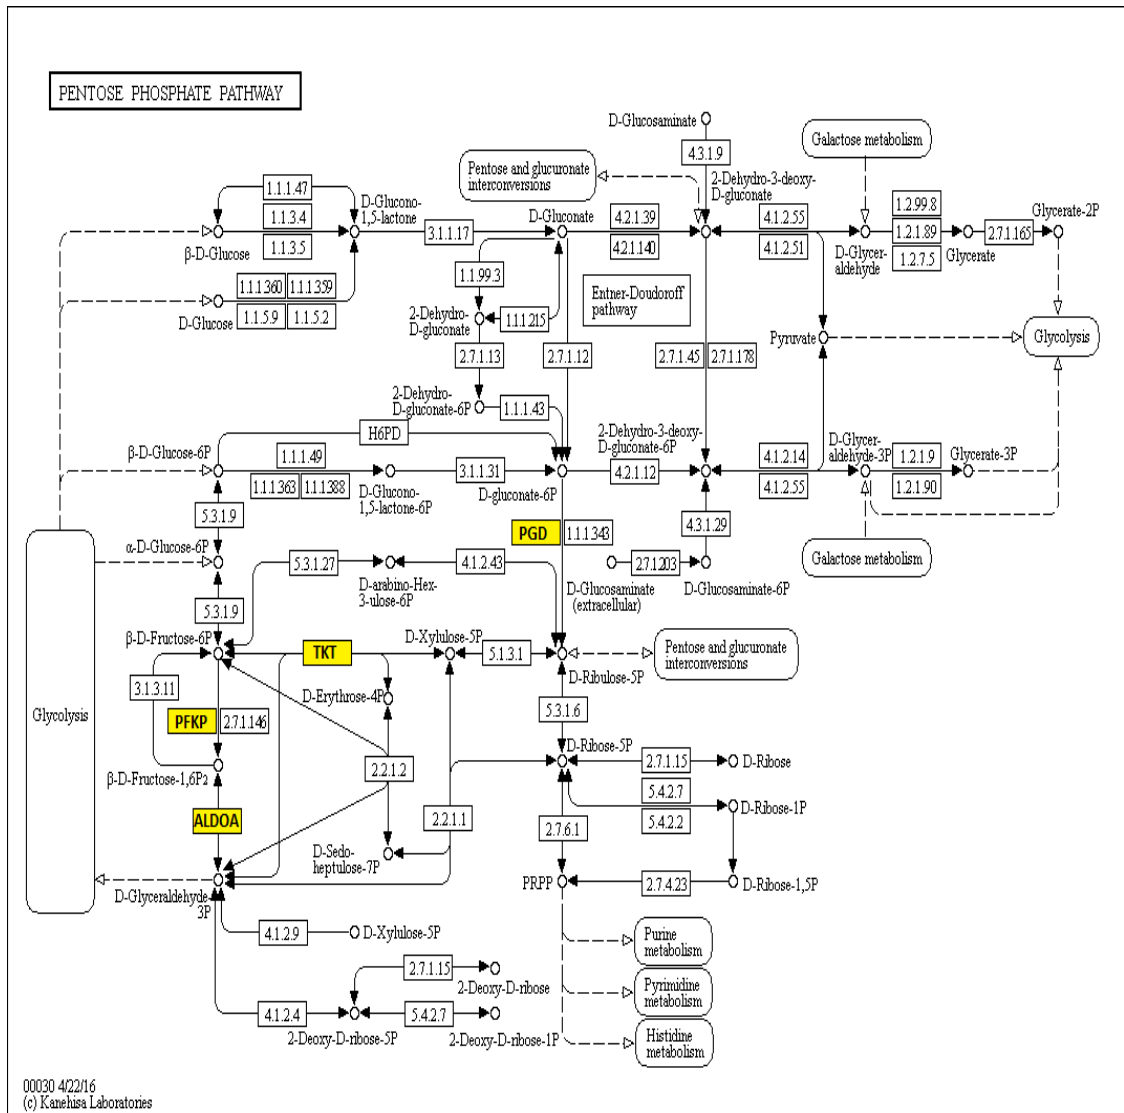 PENTOSE PHOSPHATE PATHWAY
D-Glucosaminate
4.3.1.9
Pentose and glucuronate
interconversions
Galactose metabolism
2-Dehydro-3-deoxy-
D-gluconate
1.1.1.47
1.1.3.4
1.1.3.5
β-D-Glucose
D-Glucono-
1,5-lactone
3.1.1.17
D-Gluconate
4.2.1.39
4.2.1.140
4.1.2.55
4.1.2.51
D-Glycer-
aldehyde
1.2.99.8
1.2.1.89
1.2.7.5
Glycerate
2.7.1.165
Glycerate-2P
1.1.1.360
1.1.1.359
1.1.5.9
1.1.5.2
D-Glucose
1.1.99.3
2-Dehydro-
D-gluconate
1.1.1.215
Entner-Doudoroff
pathway
Pyruvate
Glycolysis
2.7.1.13
2.7.1.12
2.7.1.45
2.7.1.178
2-Dehydro-
D-gluconate-6P
1.1.1.43
H6PD
β-D-Glucose-6P
1.1.1.49
1.1.1.363
1.1.1.388
D-Glucono-
1,5-lactone-6P
3.1.1.31
D-gluconate-6P
2-Dehydro-3-deoxy-
D-gluconate-6P
4.2.1.12
4.1.2.14
4.1.2.55
D-Glycer-
aldehyde-3P
1.2.1.9
1.2.1.90
Glycerate-3P
5.3.1.9
PGD
1.1.1.343
4.3.1.29
α-D-Glucose-6P
5.3.1.27
D-arabino-Hex-
3-ulose-6P
4.1.2.43
D-Glucosaminate
(extracellular)
2.7.1.203
D-Glucosaminate-6P
Galactose metabolism
5.3.1.9
β-D-Fructose-6P
TKT
D-Xylulose-5P
5.1.3.1
D-Ribulose-5P
Pentose and glucuronate
interconversions
3.1.3.11
D-Erythrose-4P
5.3.1.6
Glycolysis
PFKP
2.7.1.146
D-Ribose-5P
2.7.1.15
D-Ribose
β-D-Fructose-1,6P2
2.2.1.2
5.4.2.7
5.4.2.2
D-Ribose-1P
ALDOA
2.2.1.1
2.7.6.1
D-Sedo-
heptulose-7P
D-Glyceraldehyde
3P
PRPP
2.7.4.23
D-Ribose-1,5P
4.1.2.9
D-Xylulose-5P
Purine
metabolism
2.7.1.15
2-Deoxy-D-ribose
Pyrimidine
metabolism
4.1.2.4
2-Deoxy-D-ribose-5P
5.4.2.7
2-Deoxy-D-ribose-1P
Histidine
metabolism
00030 4/22/16
(c) Kanehisa Laboratories